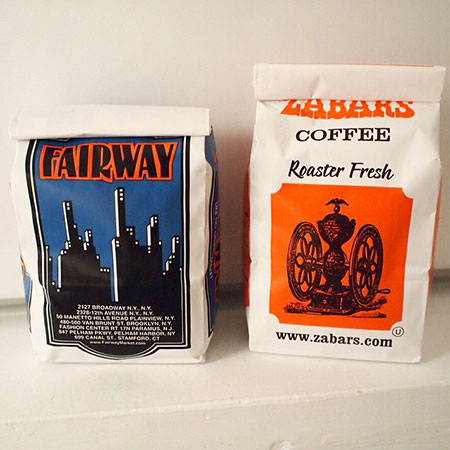 FAIRWAY
2127 BROADWAY N.Y., N.Y.
2328-12th AVENUE N.Y., N.Y.
50 MANETTO HILLS ROAD PLAINVIEW, N.Y.
480-500 VAN BRUNT ST. BROOKLYN, N.Y.
FASHION CENTER RT 17N PARAMUS, N.J.
847 PELHAM PKWY, PELHAM HARBOR, NY
699 CANAL ST., STAMFORD, CT
www.FairwayMarket.com
ZABARS
COFFEE
Roaster Fresh
www.zabars.com
U